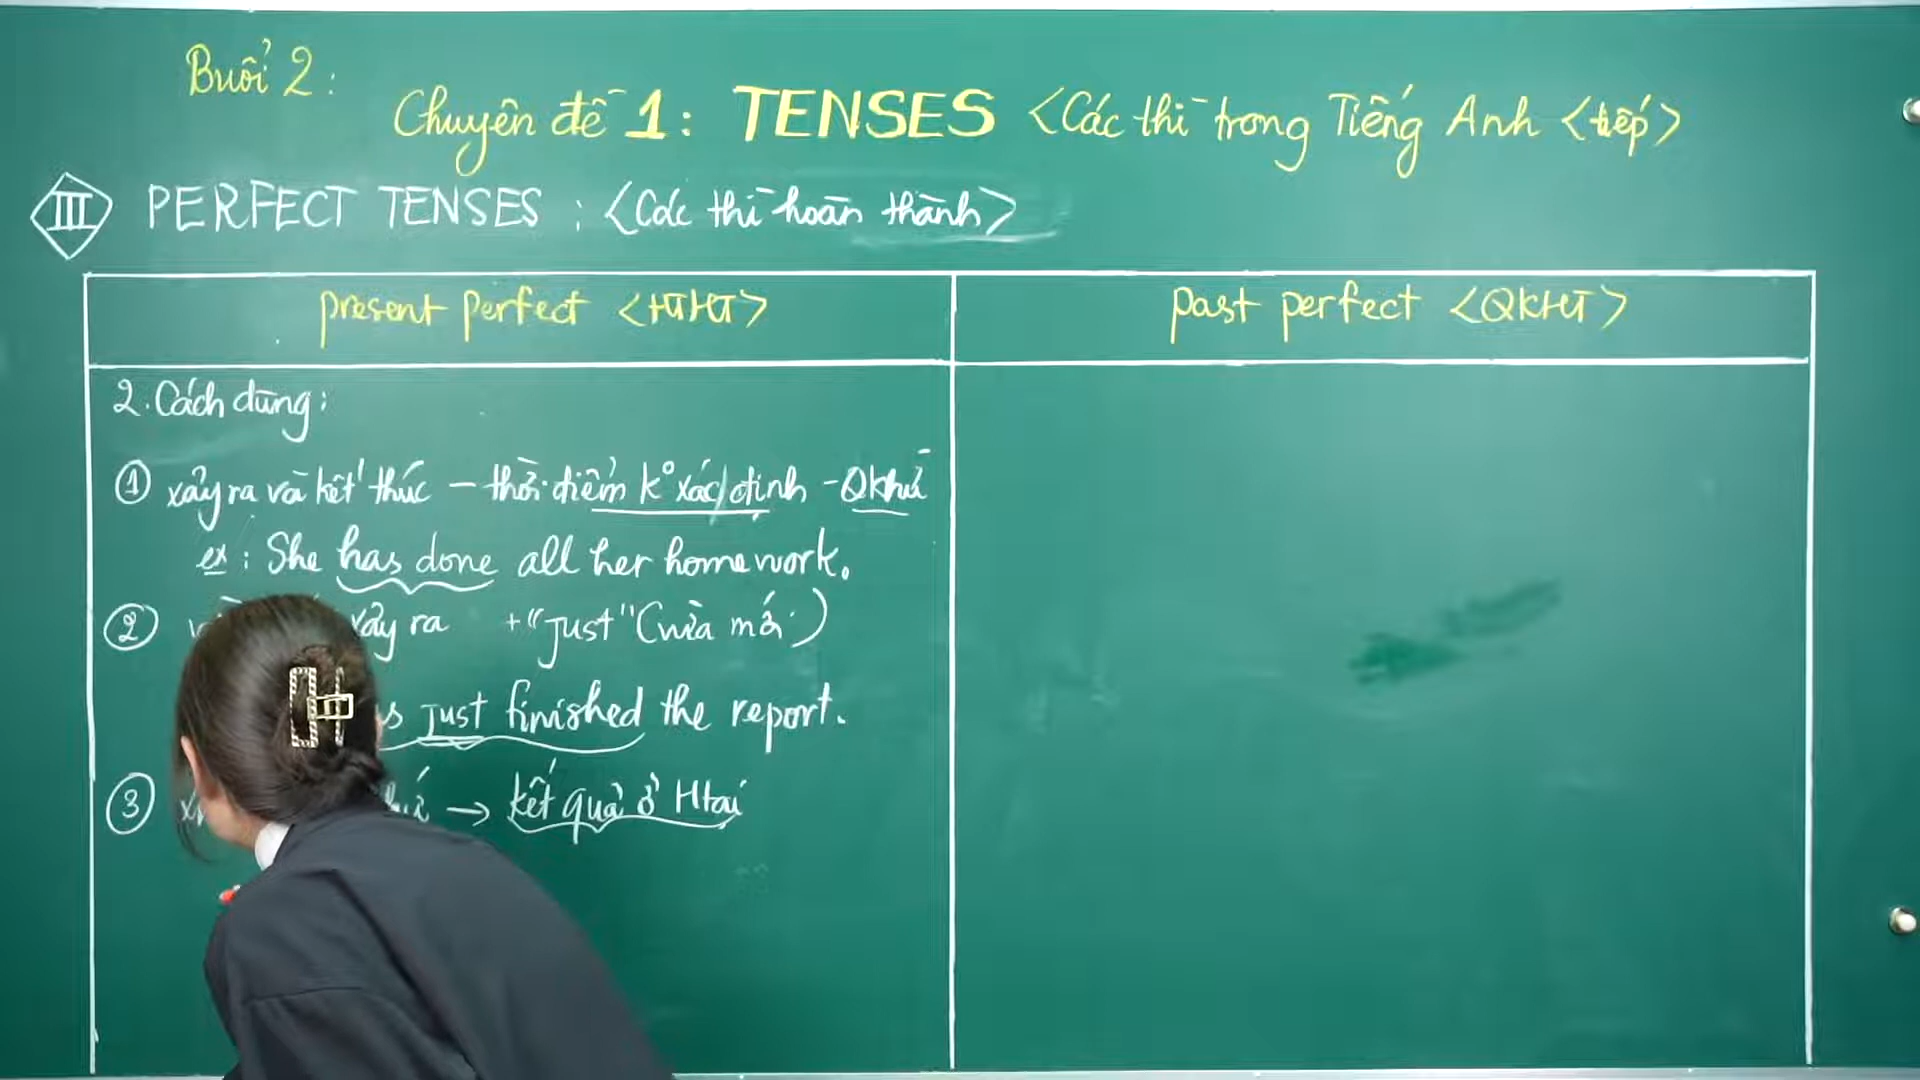 Buổi 2:
Chuyên đề 1: TENSES <Các thì trong Tiếng Anh <tiếp>
III PERFECT TENSES : <Các thì hoàn thành>
present perfect <HTHT>
past perfect <QKHT>
2. Cách dùng:
① xảy ra và kết thúc – thời điểm k° xác định - Qkhứ
ex : She has done all her homework.
② xảy ra + "just" (vừa mới)
just finished the report.
③ → kết quả ở Htại